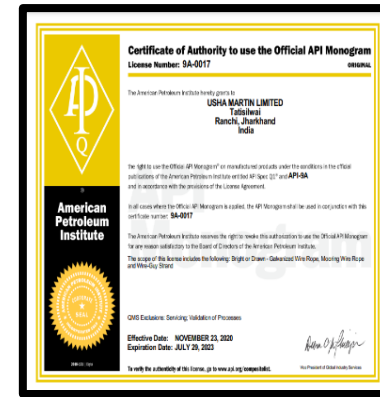 Certificate of Authority to use the Official API Monogram
License Number: 9A-0017
ORIGINAL
The American Petroleum Institute hereby grants to
USHA MARTIN LIMITED
Tatisilwai
Ranchi, Jharkhand
India
the right to use the Official API Monogram® on manufactured products under the conditions in the official
publications of the American Petroleum Institute entitled API Spec Q1® and API-9A
and in accordance with the provisions of the License Agreement.
American
Petroleum
Institute
In all cases where the Official API Monogram is applied, the API Monogram shall be used in conjunction with this
certificate number: 9A-0017
The American Petroleum Institute reserves the right to revoke this authorization to use the Official API Monogram
for any reason satisfactory to the Board of Directors of the American Petroleum Institute.
The scope of this license includes the following: Bright or Drawn - Galvanized Wire Rope, Mooring Wire Rope
and Wire-Guy Strand
QMS Exclusions: Servicing; Validation of Processes
Effective Date: NOVEMBER 23, 2020
Expiration Date: JULY 29, 2023
To verify the authenticity of this license, go to www.api.org/compositelist.
Vice President of Global Industry Services
API
Q